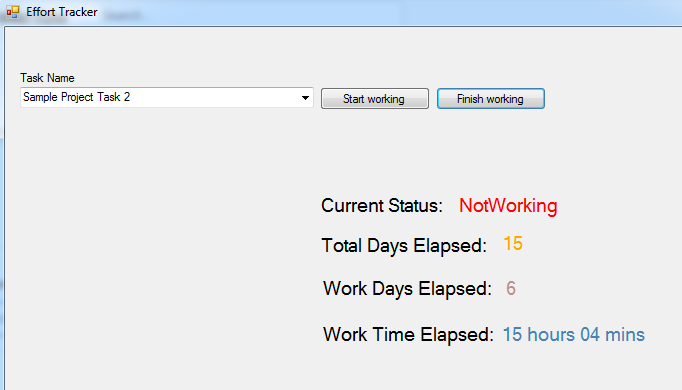 Effort Tracker
Task Name
Sample Project Task 2
Start working
Finish working
Current Status: NotWorking
Total Days Elapsed: 15
Work Days Elapsed: 6
Work Time Elapsed: 15 hours 04 mins